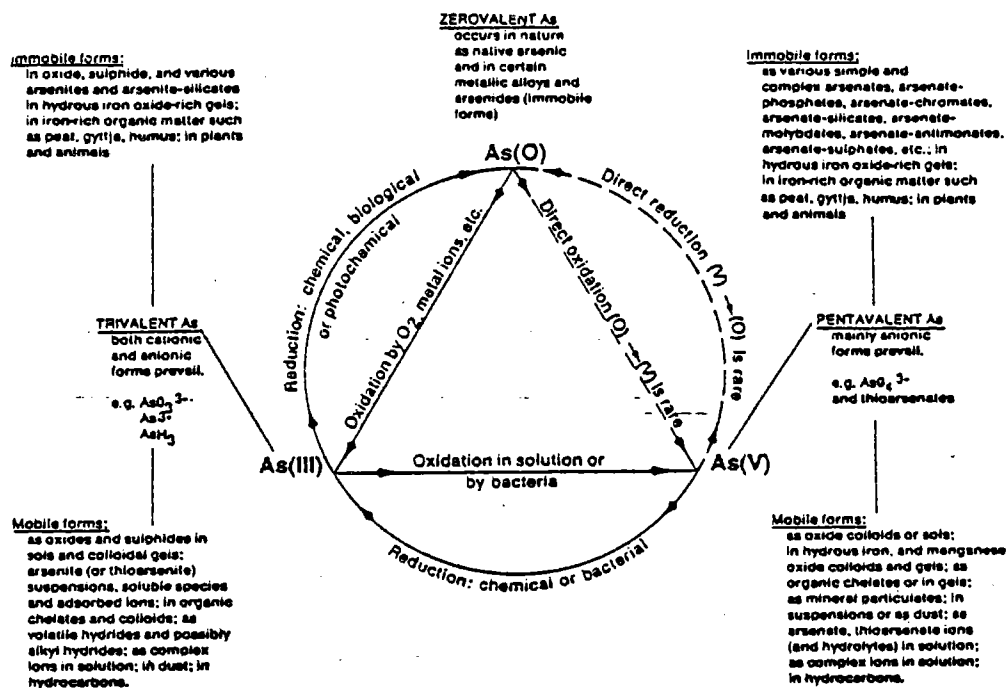 ZEROVALENT As
occurs in nature
as native arsenic
and in certain
metallic alloys and
arsenides (immobile
forms)
Immobile forms:
in oxide, sulphide, and various
arsenites and arsenite-silicates
in hydrous iron oxide-rich gels;
in iron-rich organic matter such
as peat, gyttja, humus; in plants
and animals
Immobile forms:
as various simple and
complex arsenates, arsenate-
phosphates, arsenate-chromates,
arsenate-silicates, arsenate-
molybdates, arsenate-antimonates,
arsenate-sulphates, etc.; in
hydrous iron oxide-rich gels;
in iron-rich organic matter such
as peat, gyttja, humus; in plants
and animals
As(O)
Reduction: chemical, biological
or photochemical
Oxidation by O2, metal ions, etc.
Direct oxidation (O) → (V) is rare
Direct reduction (V) → (O) is rare
TRIVALENT As
both cationic
and anionic
forms prevail.
e.g. AsO3 3-
As3-
AsH3
PENTAVALENT As
mainly anionic
forms prevail.
e.g. AsO4 3-
and thioarsenates
As(III)
Oxidation in solution or
by bacteria
As(V)
Reduction: chemical or bacterial
Mobile forms:
as oxides and sulphides in
sols and colloidal gels;
arsenite (or thioarsenite)
suspensions, soluble species
and adsorbed ions; in organic
chelates and colloids; as
volatile hydrides and possibly
alkyl hydrides; as complex
ions in solution; in dust; in
hydrocarbons.
Mobile forms:
as oxide colloids or sols;
in hydrous iron, and manganese
oxide colloids and gels; as
organic chelates or in gels;
as mineral particulates; in
suspensions or as dust; as
arsenate, thioarsenate ions
(and hydrolytes) in solution;
as complex ions in solution;
in hydrocarbons.